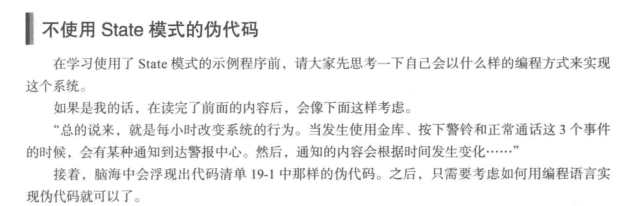 不使用 State 模式的伪代码
在学习使用了 State 模式的示例程序前，请大家先思考一下自己会以什么样的编程方式来实现
这个系统。
如果是我的话，在读完了前面的内容后，会像下面这样考虑。
“总的说来，就是每小时改变系统的行为。当发生使用金库、按下警铃和正常通话这 3 个事件
的时候，会有某种通知到达警报中心。然后，通知的内容会根据时间发生变化……”
接着，脑海中会浮现出代码清单 19-1 中那样的伪代码。之后，只需要考虑如何用编程语言实
现伪代码就可以了。